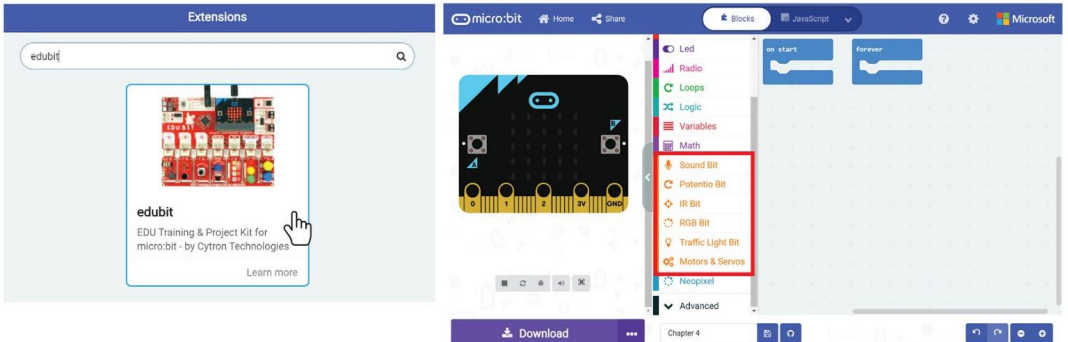 Extensions
edubit
EDU:BIT
edubit
EDU Training & Project Kit for
micro:bit - by Cytron Technologies
Learn more
micro:bit
Home
Share
Blocks
JavaScript
Microsoft
Led
Radio
Loops
Logic
Variables
Math
Sound Bit
Potentio Bit
IR Bit
RGB Bit
Traffic Light Bit
Motors & Servos
Neopixel
Advanced
on start
forever
A
B
0 1 2 3V GND
Download
Chapter 4